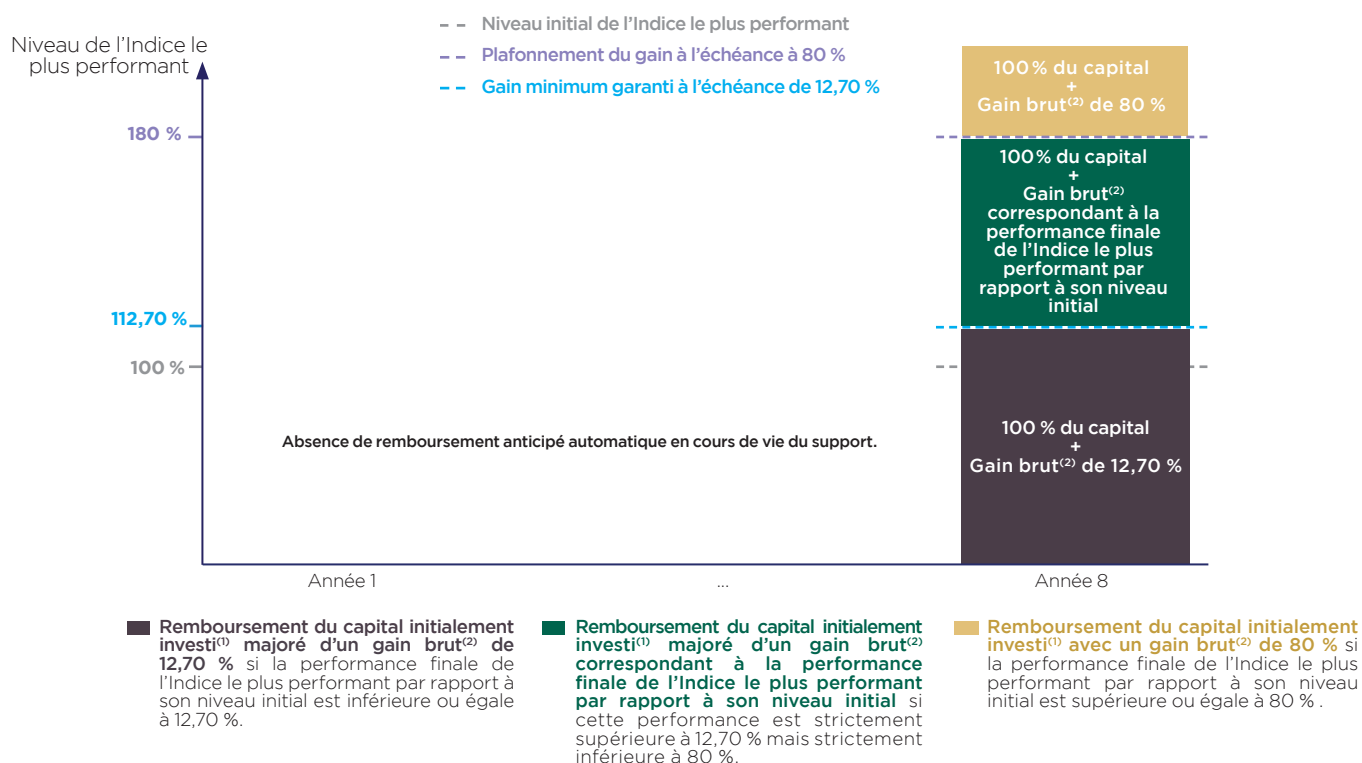 Niveau de l’Indice le
plus performant
– – Niveau initial de l’Indice le plus performant
– – Plafonnement du gain à l’échéance à 80 %
– – Gain minimum garanti à l’échéance de 12,70 %
180 %
112,70 %
100 %
100 % du capital
+
Gain brut(2) de 80 %
100 % du capital
+
Gain brut(2)
correspondant à la
performance finale
de l’Indice le plus
performant par
rapport à son niveau
initial
100 % du capital
+
Gain brut(2) de 12,70 %
Absence de remboursement anticipé automatique en cours de vie du support.
Année 1
...
Année 8
Remboursement du capital initialement
investi(1) majoré d’un gain brut(2) de
12,70 % si la performance finale de
l’Indice le plus performant par rapport à
son niveau initial est inférieure ou égale
à 12,70 %.
Remboursement du capital initialement
investi(1) majoré d’un gain brut(2)
correspondant à la performance
finale de l’Indice le plus performant
par rapport à son niveau initial si
cette performance est strictement
supérieure à 12,70 % mais strictement
inférieure à 80 %.
Remboursement du capital initialement
investi(1) avec un gain brut(2) de 80 % si
la performance finale de l’Indice le plus
performant par rapport à son niveau
initial est supérieure ou égale à 80 % .